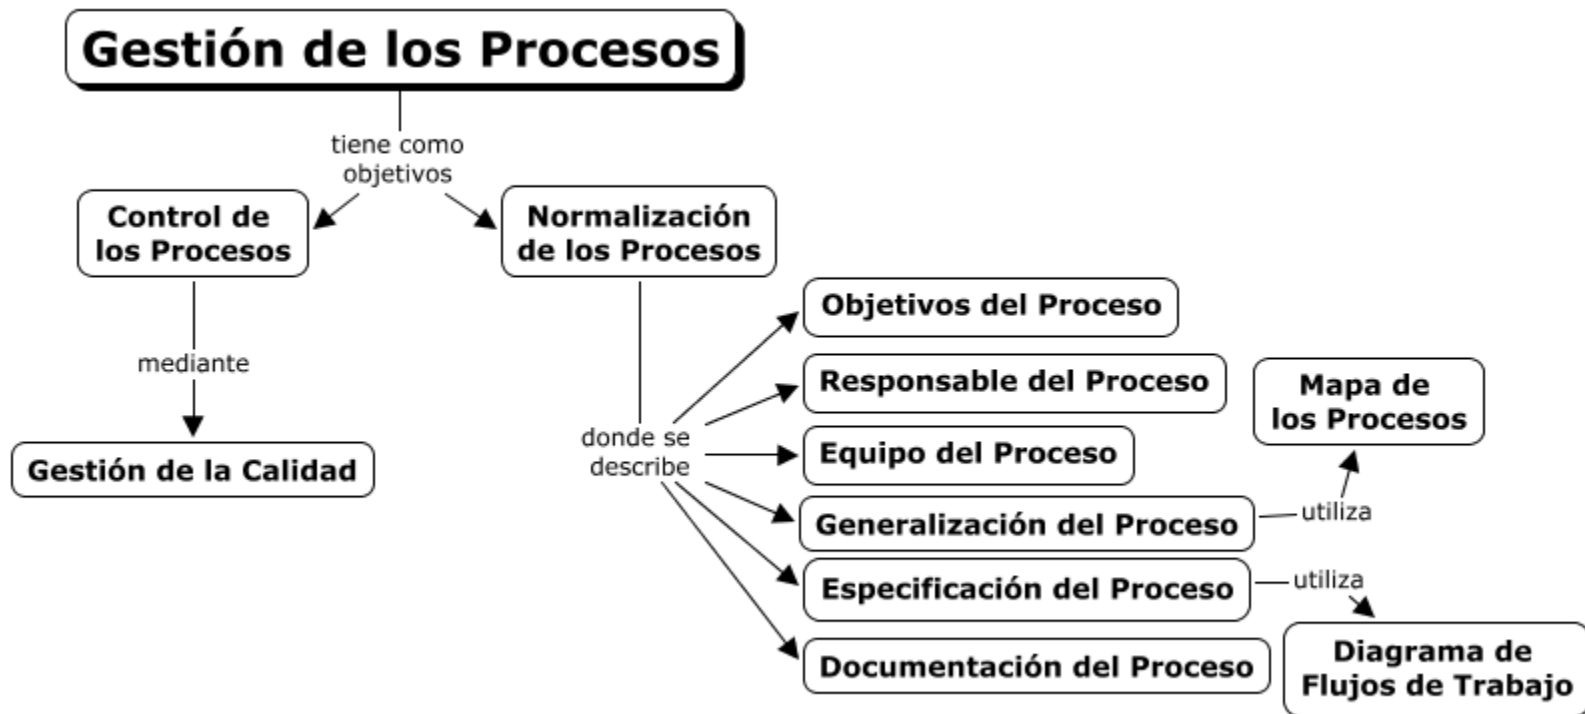 Gestión de los Procesos
tiene como
objetivos
Control de
los Procesos
Normalización
de los Procesos
mediante
Gestión de la Calidad
donde se
describe
Objetivos del Proceso
Responsable del Proceso
Equipo del Proceso
Generalización del Proceso
utiliza
Mapa de
los Procesos
Especificación del Proceso
utiliza
Diagrama de
Flujos de Trabajo
Documentación del Proceso